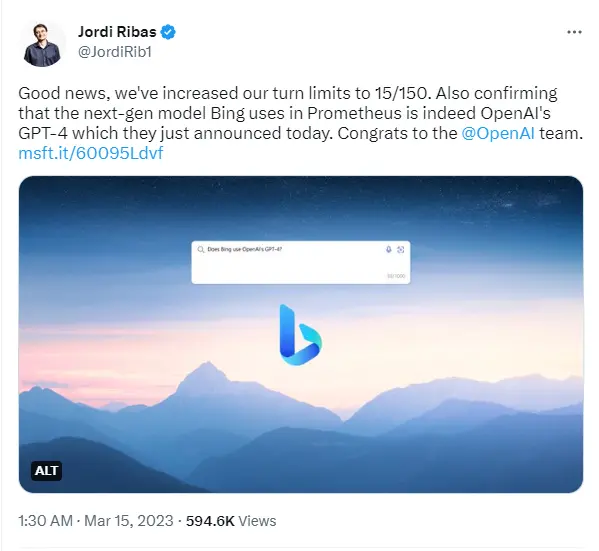 Jordi Ribas
@JordiRib1
Good news, we've increased our turn limits to 15/150. Also confirming
that the next-gen model Bing uses in Prometheus is indeed OpenAI's
GPT-4 which they just announced today. Congrats to the @OpenAI team.
msft.it/60095Ldvf
Does Bing use OpenAI's GPT-4?
ALT
1:30 AM · Mar 15, 2023 · 594.6K Views